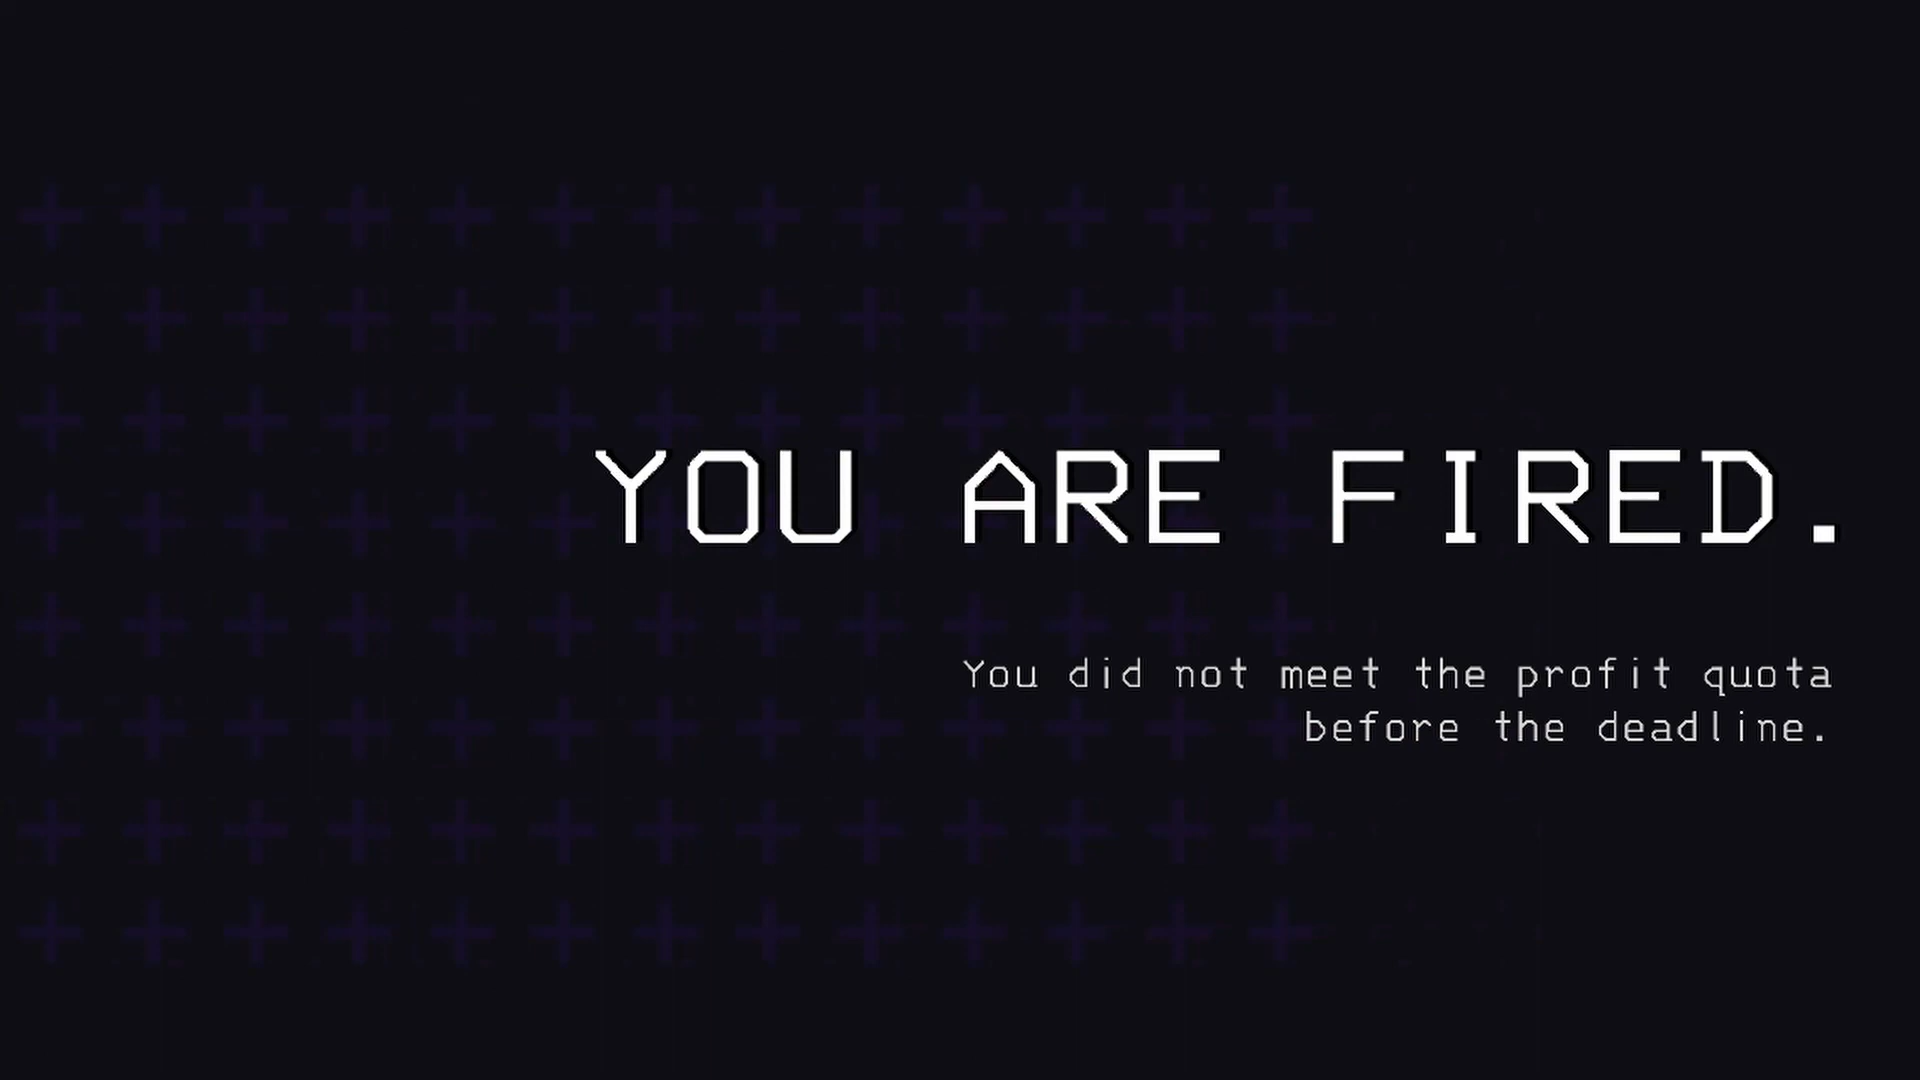 YOU ARE FIRED.
You did not meet the profit quota
before the deadline.